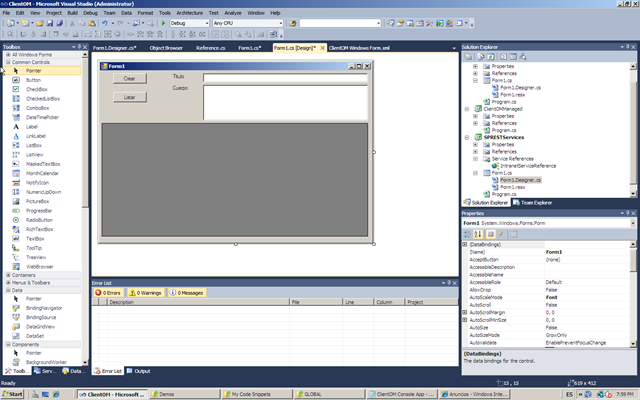 ClientOM - Microsoft Visual Studio (Administrator)
File Edit View Project Build Debug Team Data Format Tools Architecture Test Analyze Window Help
Debug Any CPU
Toolbox
All Windows Forms
Common Controls
Pointer
Button
CheckBox
CheckedListBox
ComboBox
DateTimePicker
Label
LinkLabel
ListBox
ListView
MaskedTextBox
MonthCalendar
NotifyIcon
NumericUpDown
PictureBox
ProgressBar
RadioButton
RichTextBox
TextBox
ToolTip
TreeView
WebBrowser
Containers
Menus & Toolbars
Data
Pointer
BindingNavigator
BindingSource
DataGridView
DataSet
Components
Pointer
BackgroundWorker
Toolb... Serv... Data...
Form1.Designer.cs* Object Browser Reference.cs Form1.cs* Form1.cs [Design]* ClientOM Windows Form.xml
Form1
Crear
Titulo
Cuerpo
Listar
Error List
0 Errors 0 Warnings 0 Messages
Description File Line Column Project
Error List Output
Solution Explorer
Properties
References
Form1.cs
Form1.Designer.cs
Form1.resx
Program.cs
ClientOMManaged
SPRESTServices
Properties
References
Service References
IntranetServiceReference
Form1.cs
Form1.Designer.cs
Form1.resx
Program.cs
Solution Explorer Team Explorer
Properties
Form1 System.Windows.Forms.Form
(DataBindings)
(Name) Form1
AcceptButton (none)
AccessibleDescription
AccessibleName
AccessibleRole Default
AllowDrop False
AutoScaleMode Font
AutoScroll False
AutoScrollMargin 0, 0
AutoScrollMinSize 0, 0
AutoSize False
AutoSizeMode GrowOnly
AutoValidate EnablePreventFocusChange
(DataBindings)
The data bindings for the control.
Ready 15 , 15 619 x 412
Start ClientOM - Microsoft ... Demos My Code Snippets GLOBAL ClientOM Console App - ... Anuncios - Windows Inte... ES 7:59 PM